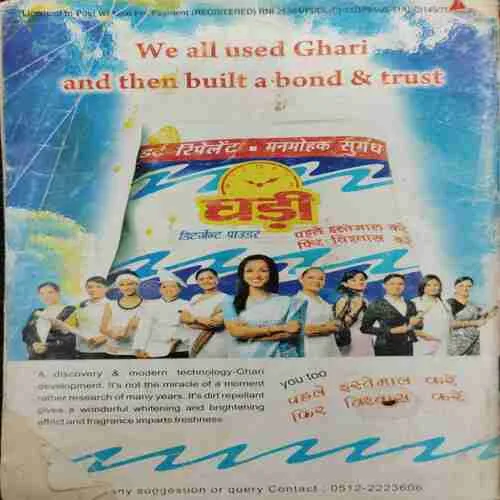 We all used Ghari
and then built a bond & trust
डर्ट रिपेलेंट ▪ मनमोहक सुगंध
घड़ी
डिटर्जेन्ट पाउडर
पहले इस्तेमाल करें
फिर विश्वास करें
A discovery & modern technology-Ghari
development. It's not the miracle of a moment
rather research of many years. It's dirt repellant
gives a wonderful whitening and brightening
effect and fragrance imparts freshness.
you too
पहले इस्तेमाल करें
फिर विश्वास करें
any suggestion or query Contact : 0512-2223606